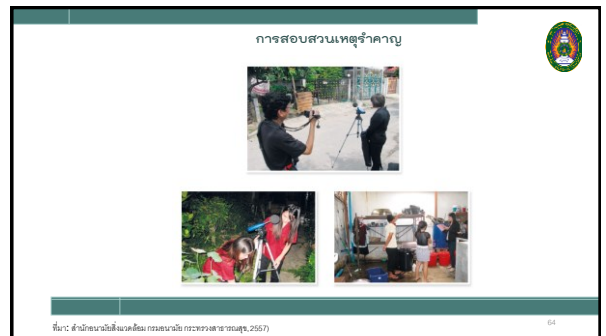 การสอบสวนเหตุรำคาญ
ที่มา: สำนักอนามัยสิ่งแวดล้อม กรมอนามัย กระทรวงสาธารณสุข, 2557)
64